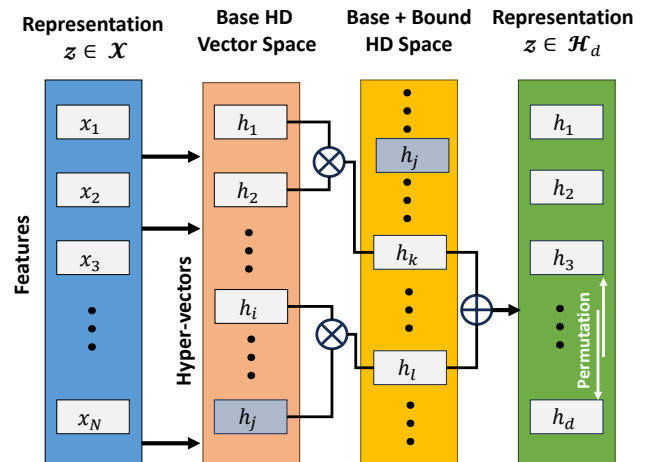 Representation
𝒛 ∈ 𝓧
Base HD
Vector Space
Base + Bound
HD Space
Representation
𝒛 ∈ 𝓗_d
Features
x_1
x_2
x_3
x_N
Hyper-vectors
h_1
h_2
h_i
h_j
h_j
h_k
h_l
h_1
h_2
h_3
Permutation
h_d